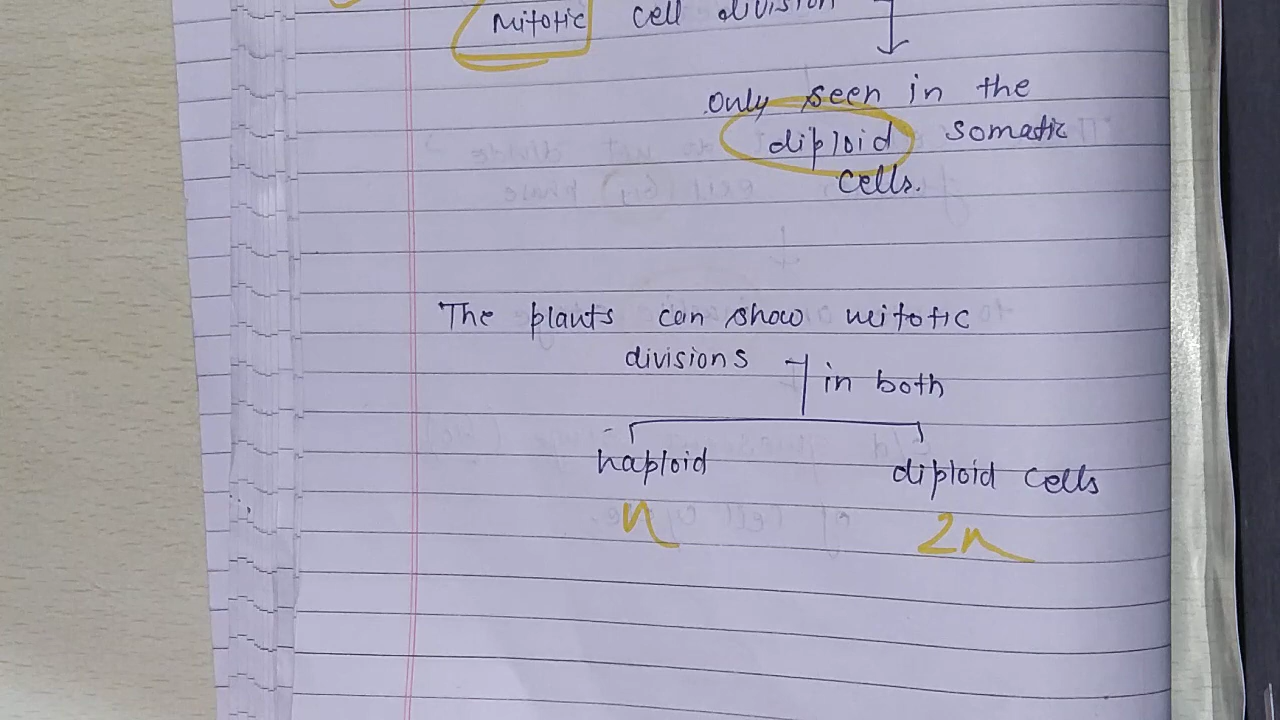 Mitotic cell division
Only seen in the
diploid somatic
cells.
The plants can show mitotic
divisions
in both
haploid
diploid cells
n
2n